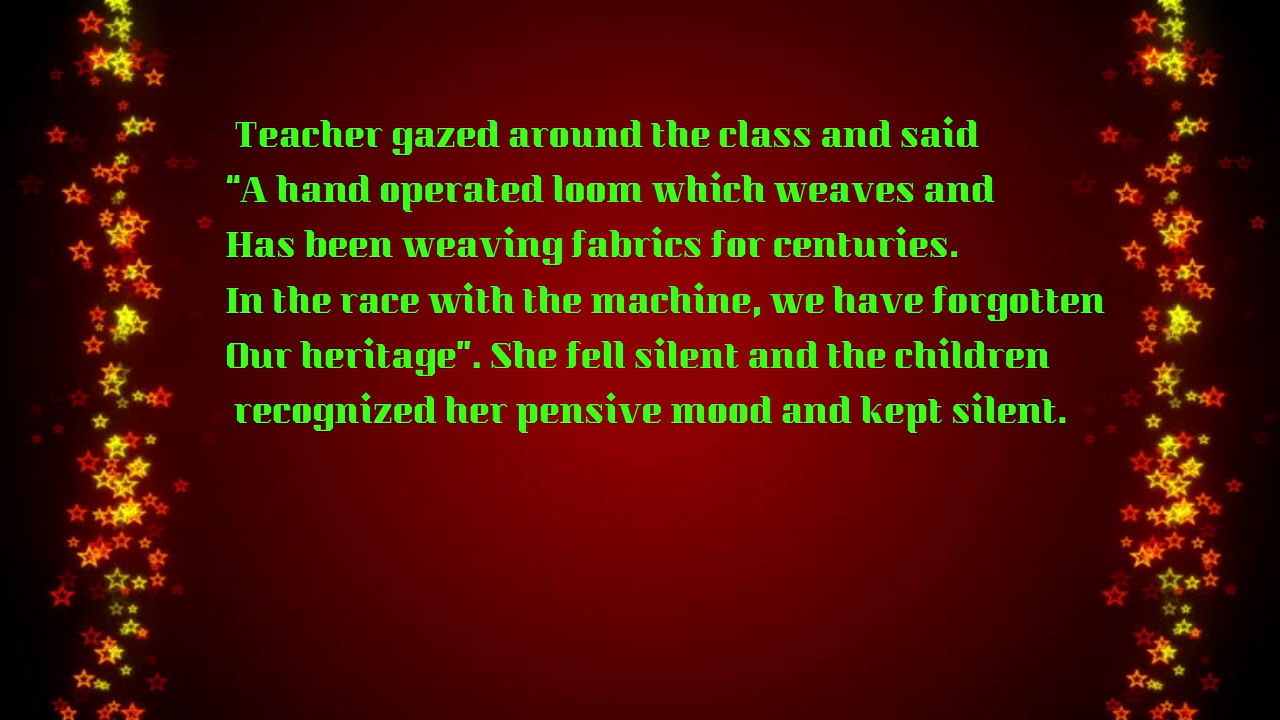 Teacher gazed around the class and said
“A hand operated loom which weaves and
Has been weaving fabrics for centuries.
In the race with the machine, we have forgotten
Our heritage”. She fell silent and the children
recognized her pensive mood and kept silent.